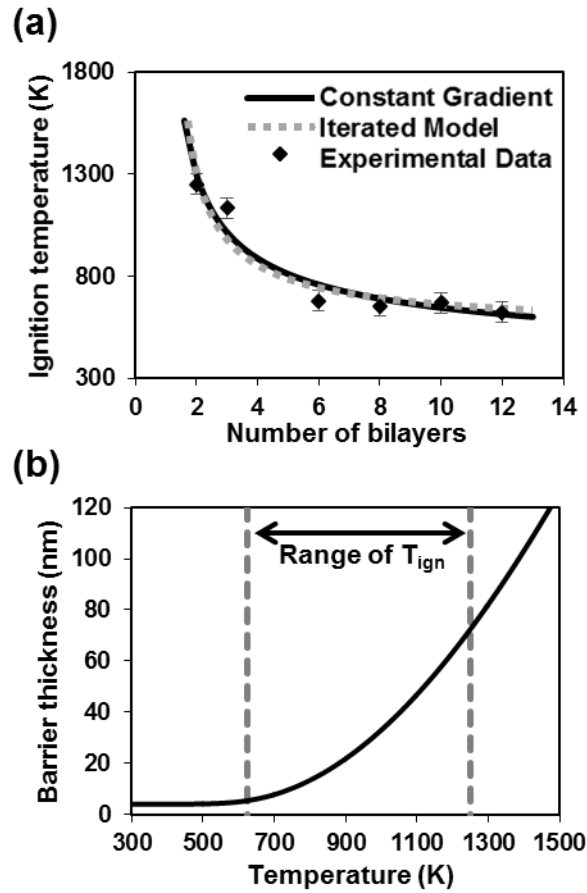 (a)
Ignition temperature (K)
1800
1300
800
300
Constant Gradient
Iterated Model
Experimental Data
0 2 4 6 8 10 12 14
Number of bilayers
(b)
Barrier thickness (nm)
120
100
80
60
40
20
0
Range of Tign
300 500 700 900 1100 1300 1500
Temperature (K)